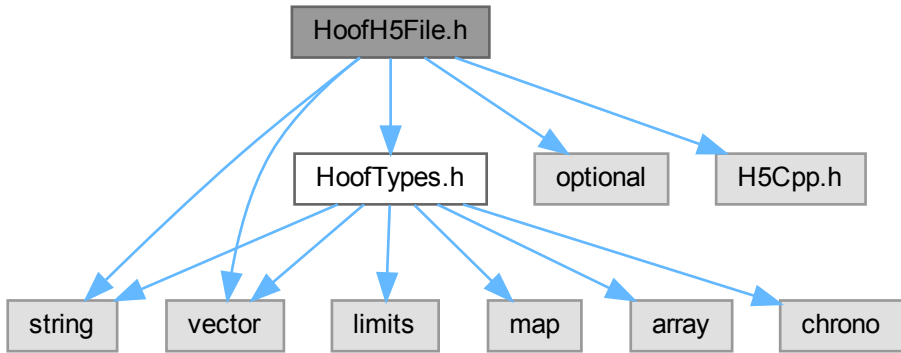 HoofH5File.h
HoofTypes.h
optional
H5Cpp.h
string
vector
limits
map
array
chrono